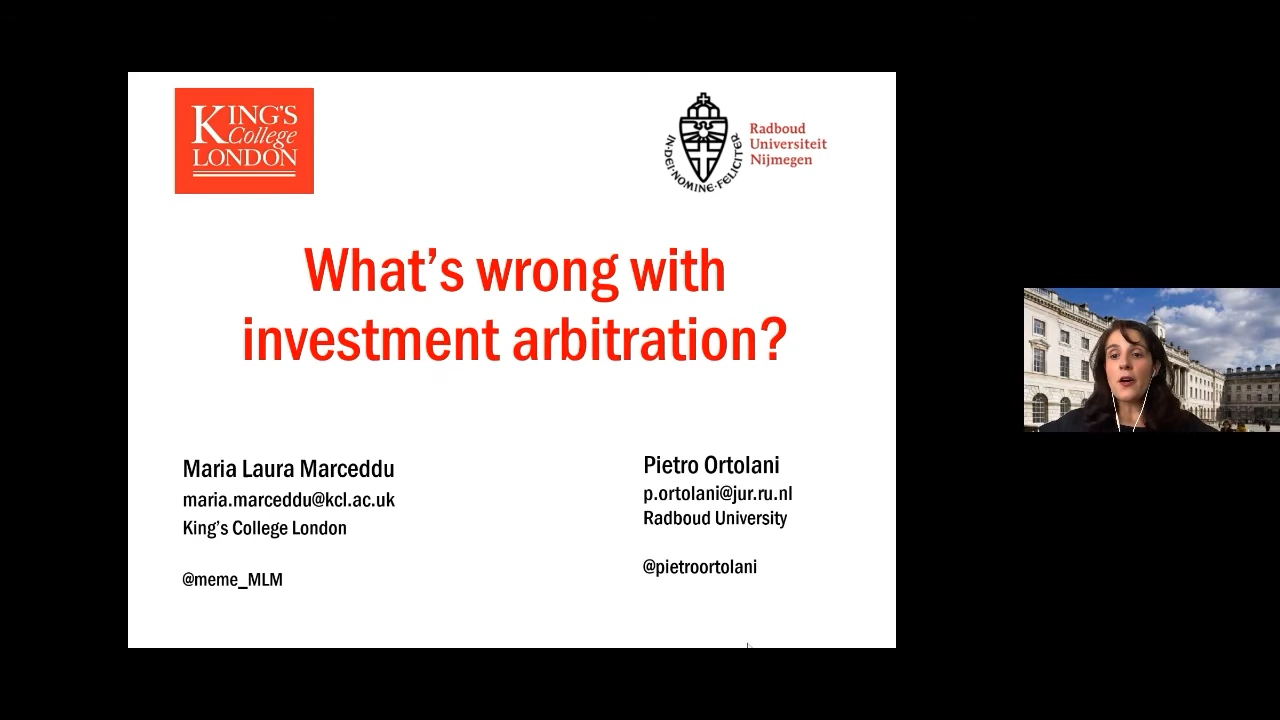 KING'S
College
LONDON
IN·DEI·NOMINE·FELICITER
Radboud
Universiteit
Nijmegen
What's wrong with
investment arbitration?
Maria Laura Marceddu
maria.marceddu@kcl.ac.uk
King's College London
@meme_MLM
Pietro Ortolani
p.ortolani@jur.ru.nl
Radboud University
@pietroortolani